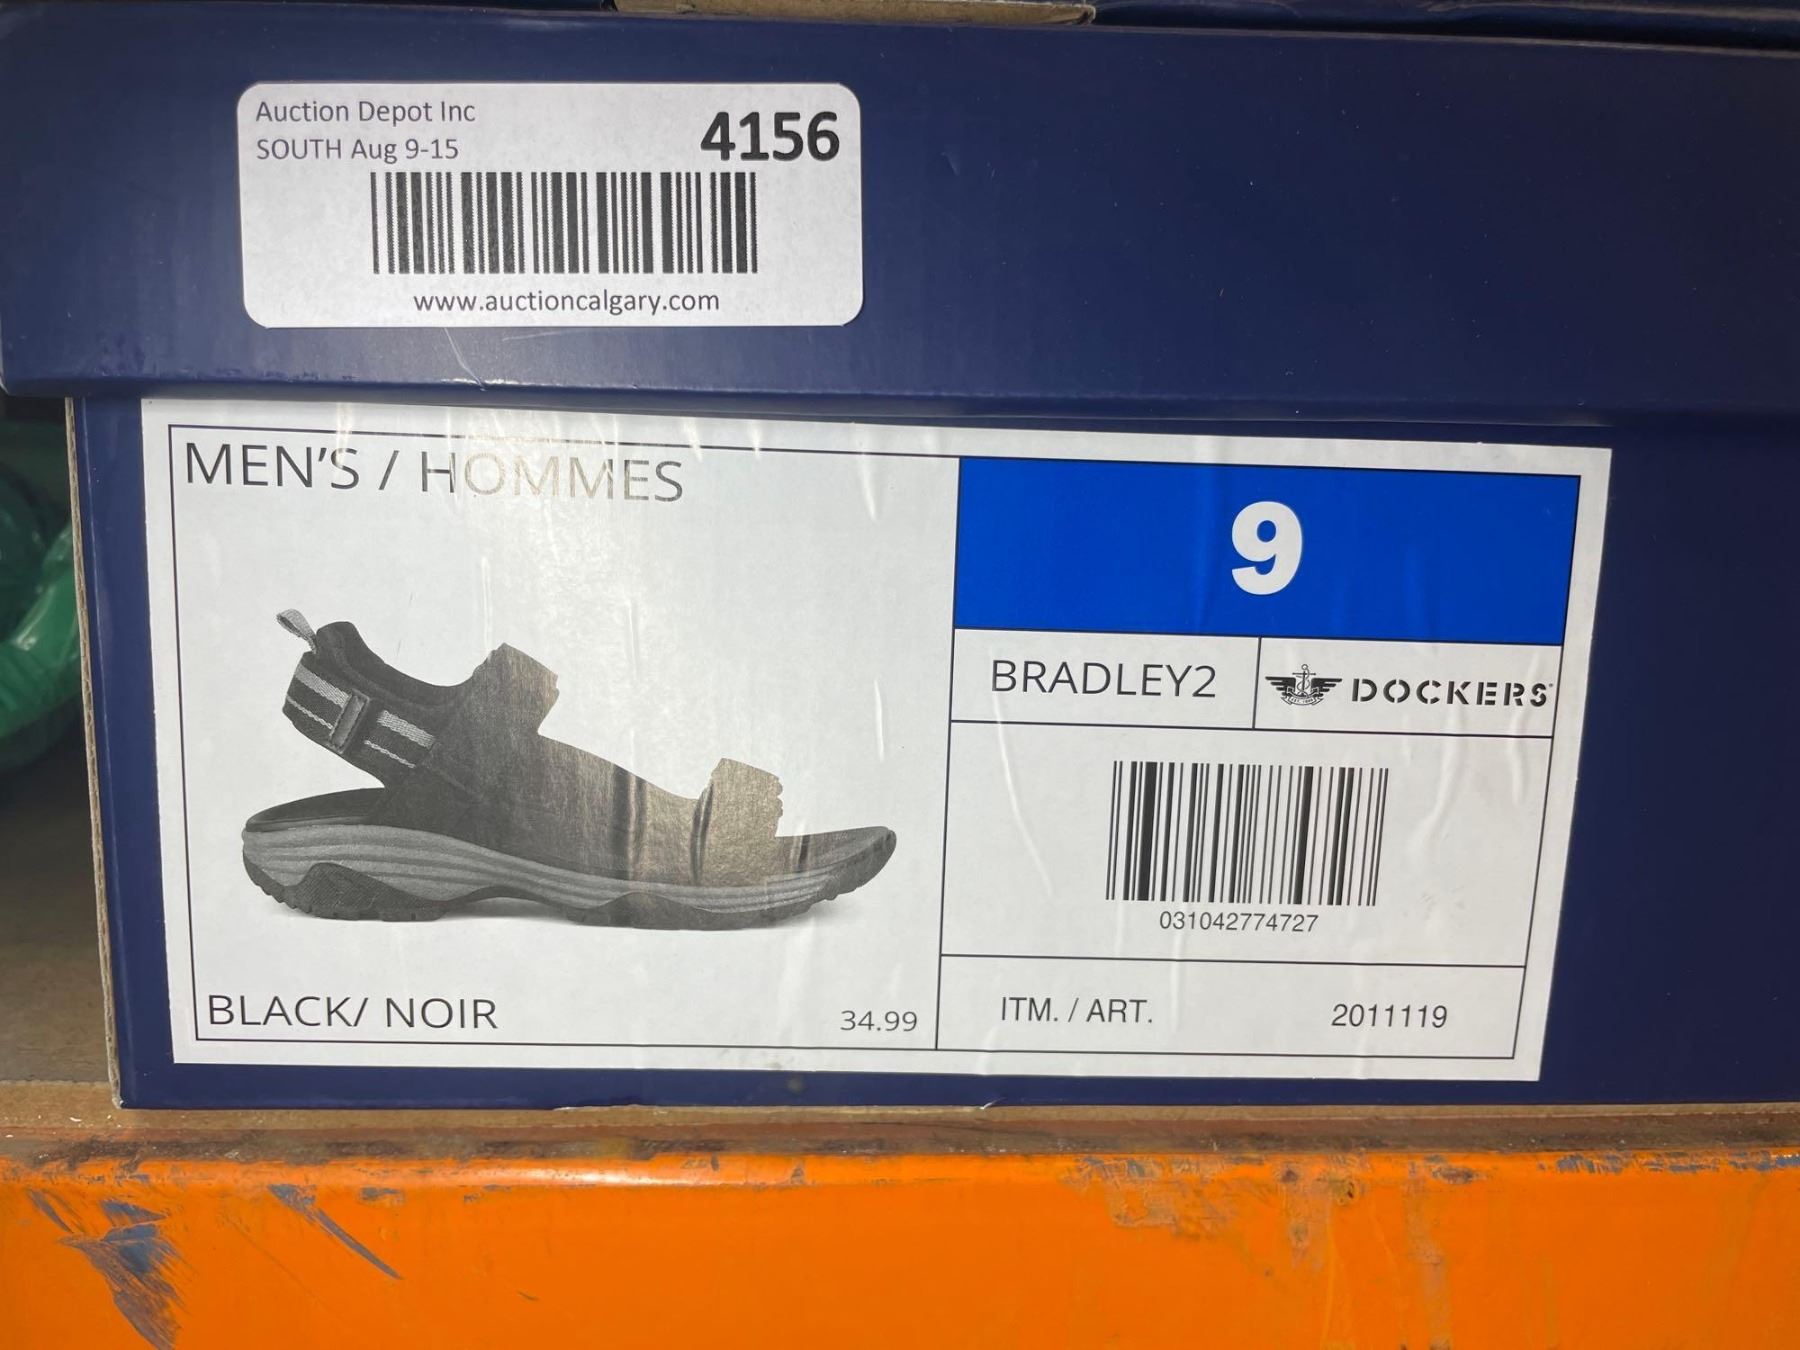 Auction Depot Inc
SOUTH Aug 9-15
4156
www.auctioncalgary.com
MEN'S / HOMMES
9
BRADLEY2
DOCKERS
031042774727
BLACK/ NOIR
34.99
ITM. / ART.
2011119